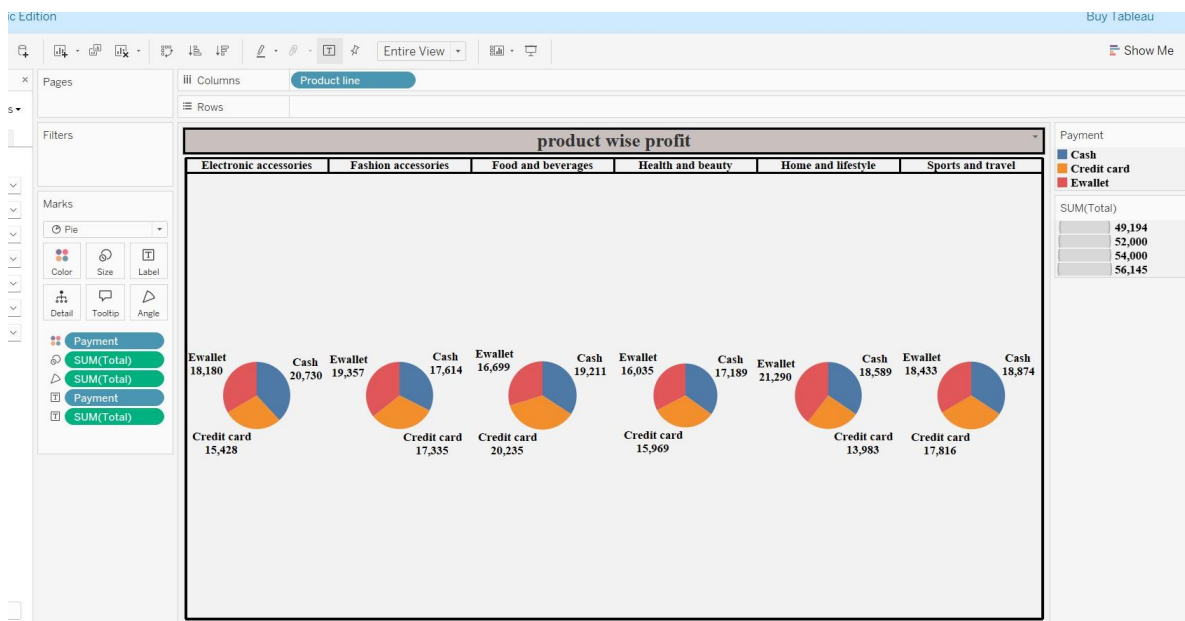 ic Edition
Buy Tableau
Entire View
Show Me
s
Pages
iii Columns
Product line
Rows
Filters
product wise profit
Electronic accessories Fashion accessories Food and beverages Health and beauty Home and lifestyle Sports and travel
Marks
Pie
Color Size Label
Detail Tooltip Angle
Payment
SUM(Total)
SUM(Total)
Payment
SUM(Total)
Ewallet
18,180
Cash
20,730
Credit card
15,428
Ewallet
19,357
Cash
17,614
Credit card
17,335
Ewallet
16,699
Cash
19,211
Credit card
20,235
Ewallet
16,035
Cash
17,189
Credit card
15,969
Ewallet
21,290
Cash
18,589
Credit card
13,983
Ewallet
18,433
Cash
18,874
Credit card
17,816
Payment
Cash
Credit card
Ewallet
SUM(Total)
49,194
52,000
54,000
56,145